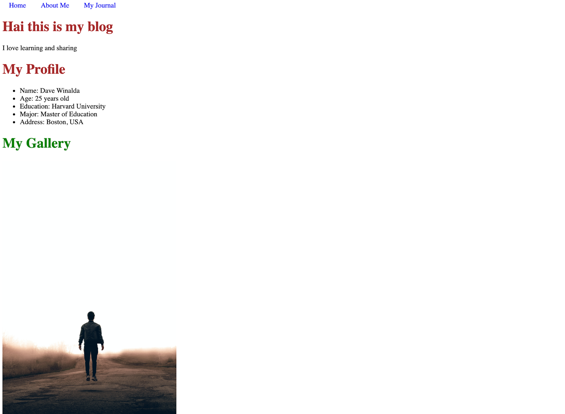 Home About Me My Journal
Hai this is my blog
I love learning and sharing
My Profile
Name: Dave Winalda
Age: 25 years old
Education: Harvard University
Major: Master of Education
Address: Boston, USA
My Gallery